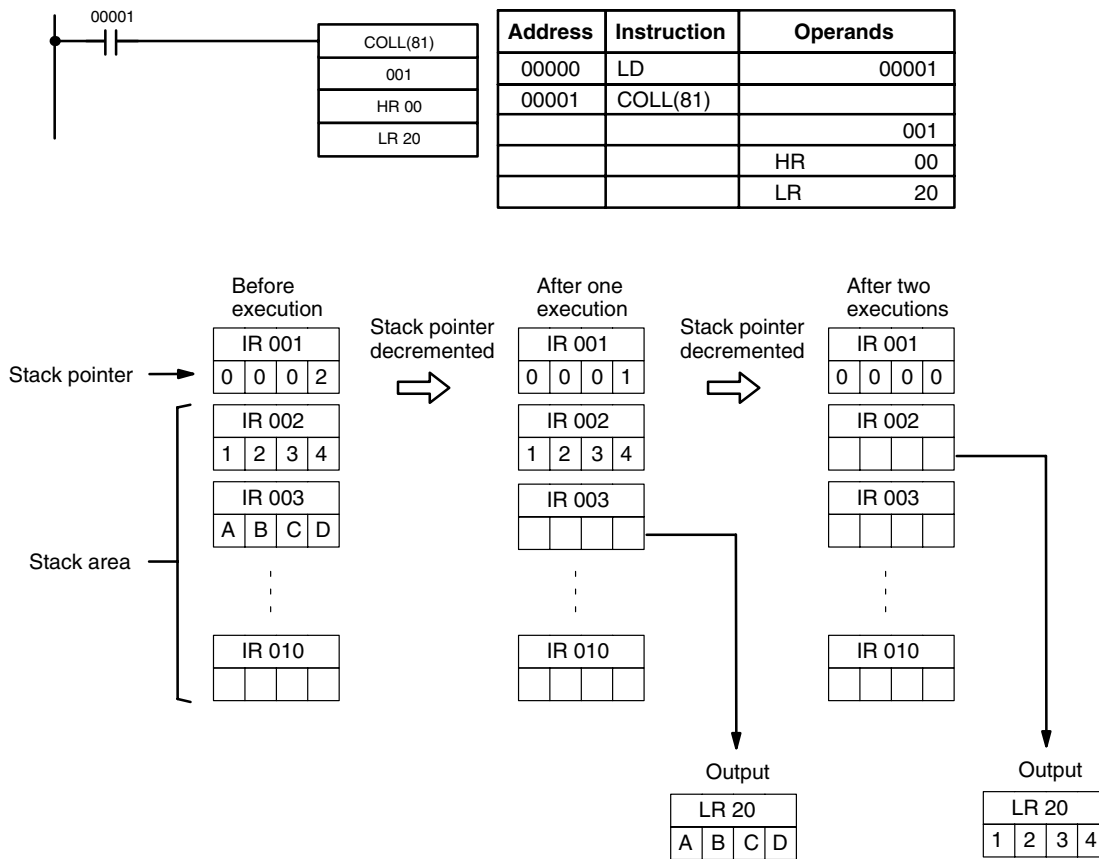 00001
COLL(81)
001
HR 00
LR 20
Address Instruction Operands
00000 LD 00001
00001 COLL(81)
001
HR 00
LR 20
Before execution
After one execution
After two executions
Stack pointer decremented
Stack pointer decremented
IR 001
IR 001
IR 001
Stack pointer
0 0 0 2
0 0 0 1
0 0 0 0
IR 002
IR 002
IR 002
1 2 3 4
1 2 3 4
IR 003
IR 003
IR 003
A B C D
Stack area
IR 010
IR 010
IR 010
Output
Output
LR 20
LR 20
A B C D
1 2 3 4